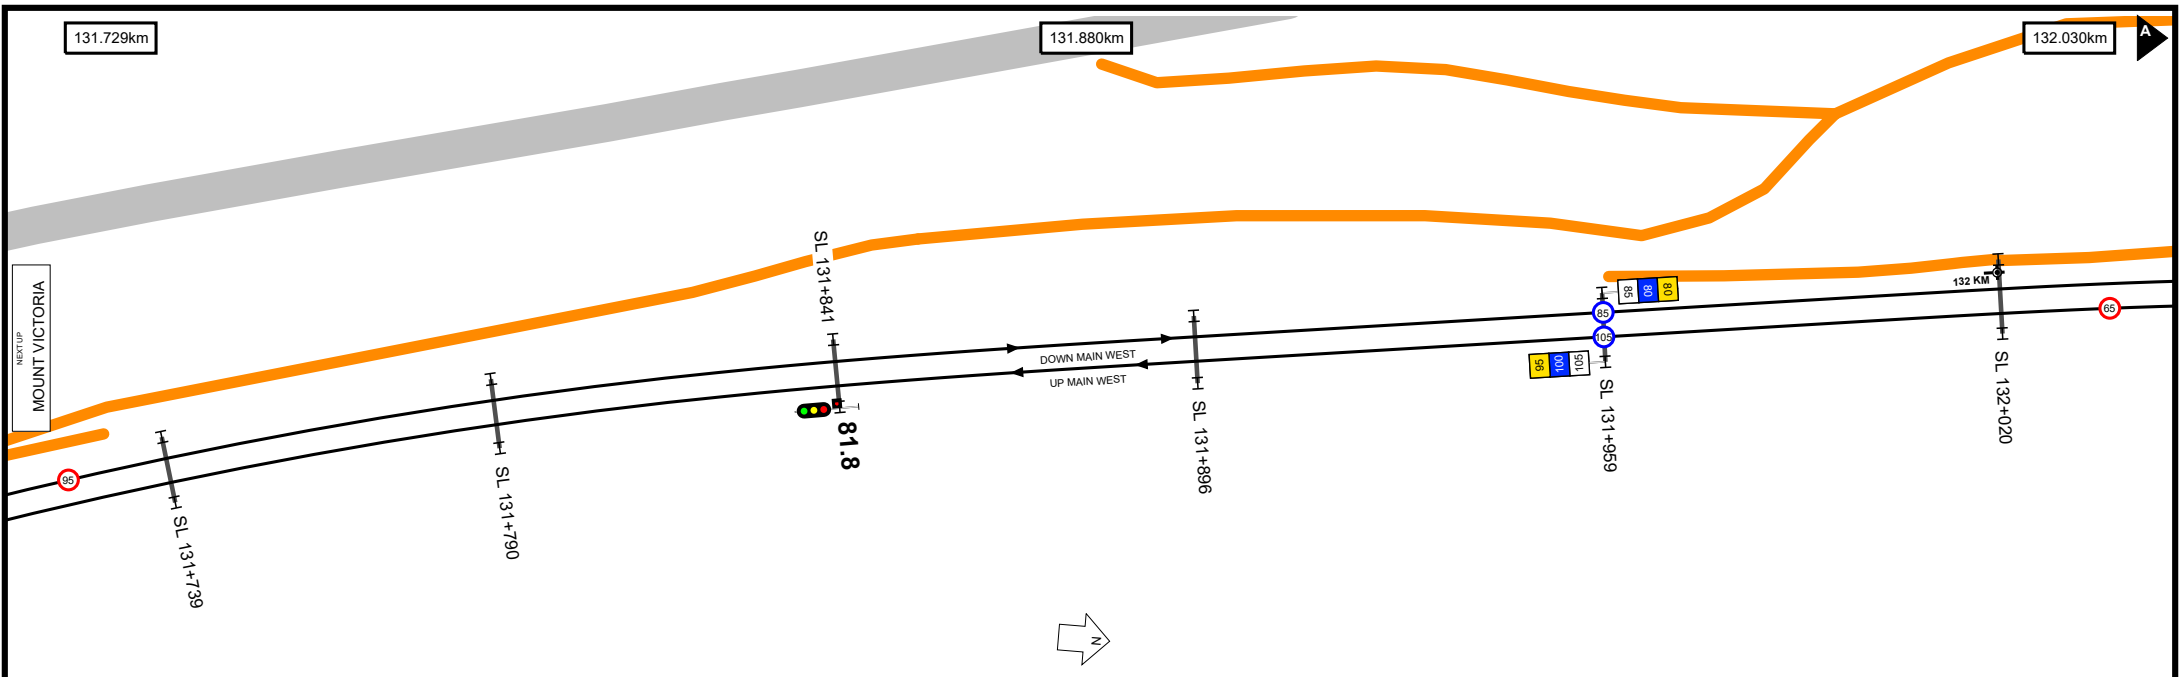 131.729km
131.880km
132.030km
A
NEXT UP
MOUNT VICTORIA
SL 131+841
85
80
80
132 KM
85
65
DOWN MAIN WEST
105
UP MAIN WEST
95
100
105
81.8
95
SL 131+739
SL 131+790
SL 131+896
SL 131+959
SL 132+020
N